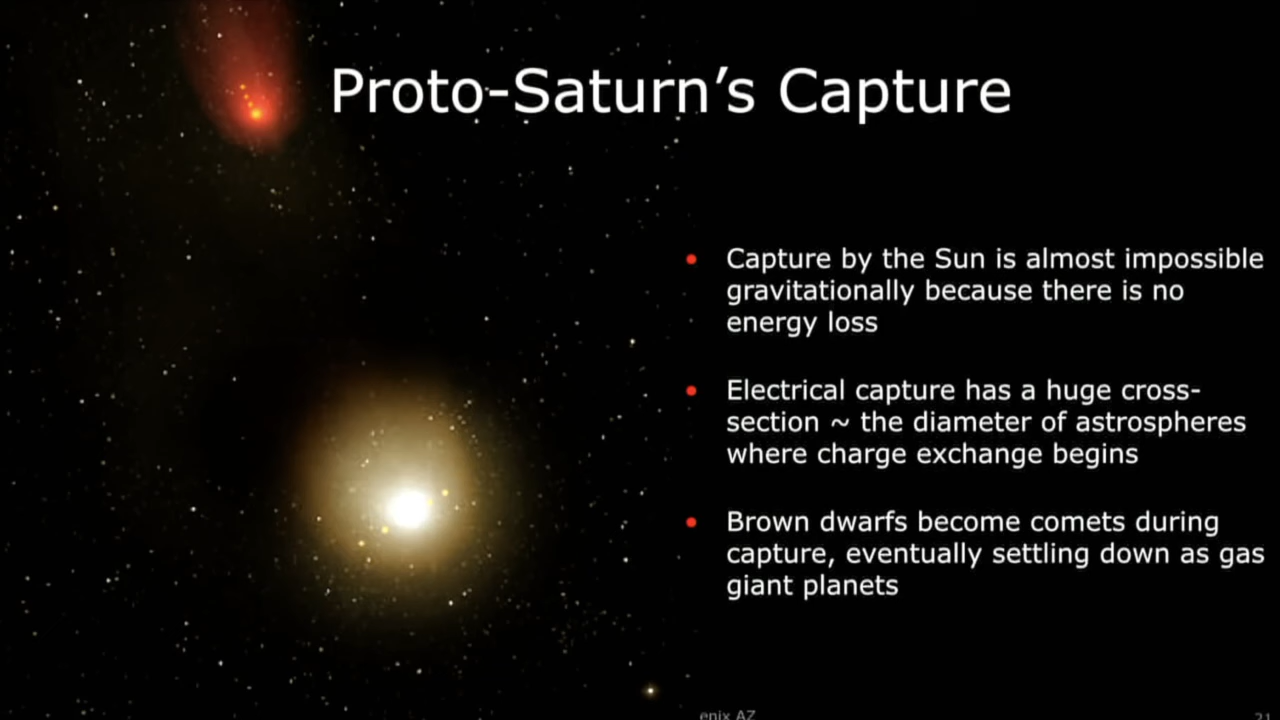 Proto-Saturn’s Capture
• Capture by the Sun is almost impossible
gravitationally because there is no
energy loss
• Electrical capture has a huge cross-
section ~ the diameter of astrospheres
where charge exchange begins
• Brown dwarfs become comets during
capture, eventually settling down as gas
giant planets
enix AZ